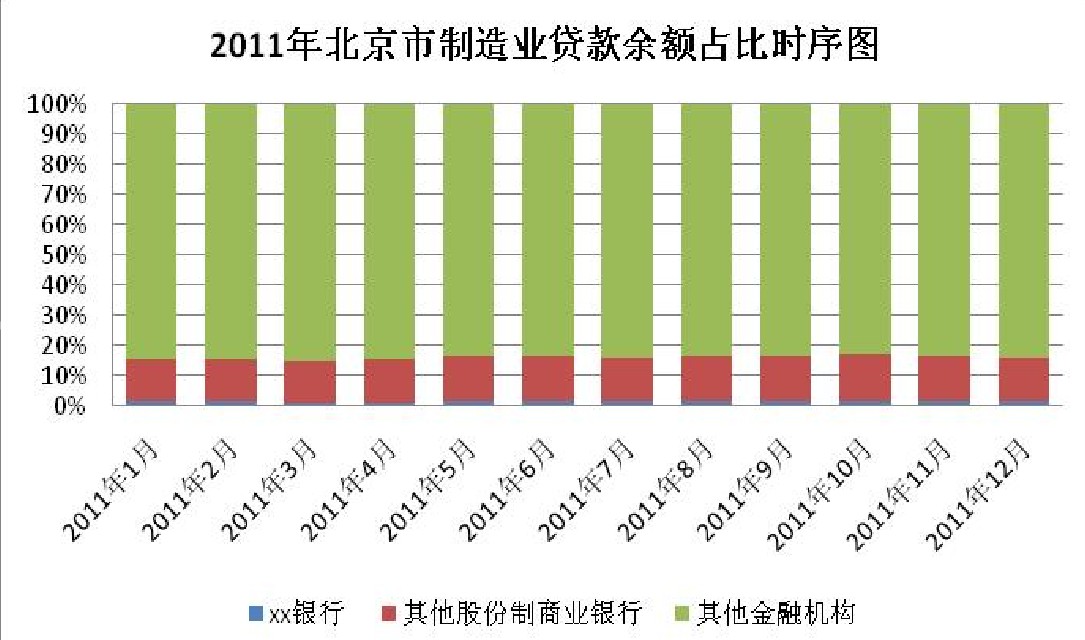 2011年北京市制造业贷款余额占比时序图
100%
90%
80%
70%
60%
50%
40%
30%
20%
10%
0%
2011年1月
2011年2月
2011年3月
2011年4月
2011年5月
2011年6月
2011年7月
2011年8月
2011年9月
2011年10月
2011年11月
2011年12月
xx银行 其他股份制商业银行 其他金融机构